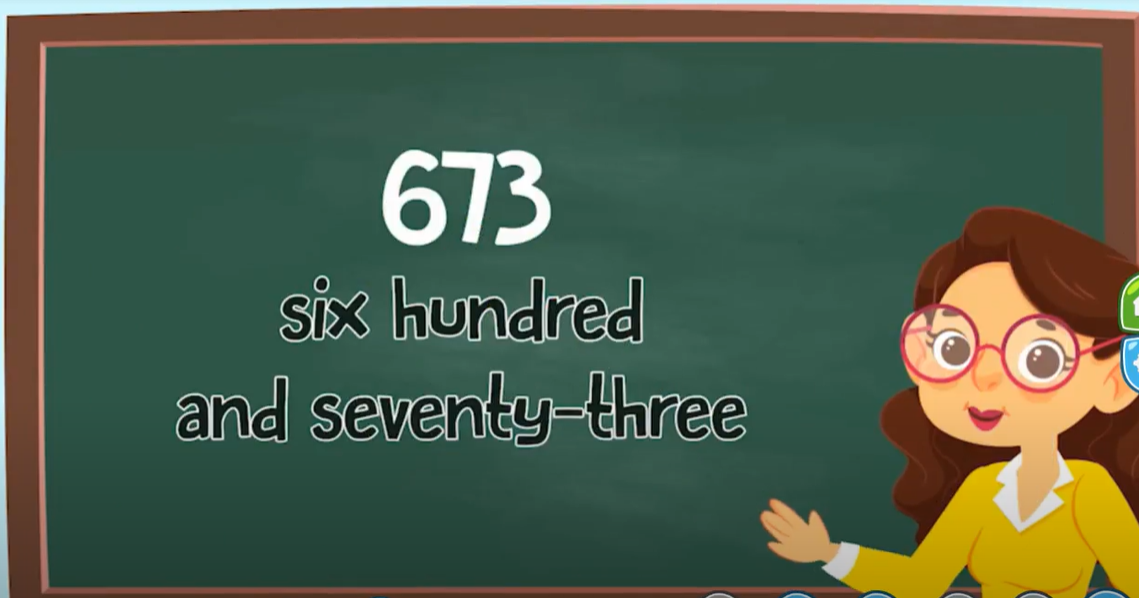 673
six hundred
and seventy-three